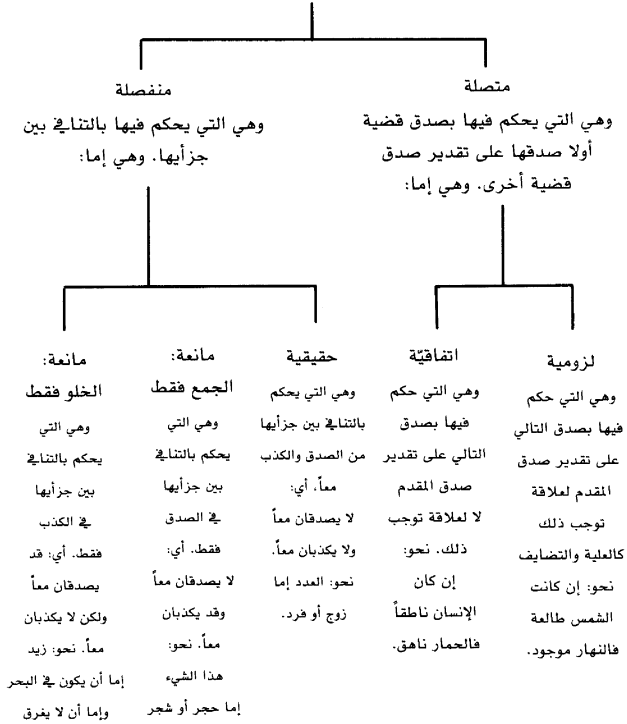 متصلة
وهي التي يحكم فيها بصدق قضية
أولا صدقها على تقدير صدق
قضية أخرى. وهي إما:
منفصلة
وهي التي يحكم فيها بالتنافي بين
جزأيها. وهي إما:
لزومية
وهي التي حكم
فيها بصدق التالي
على تقدير صدق
المقدم لعلاقة
توجب ذلك
كالعلية والتضايف
نحو: إن كانت
الشمس طالعة
فالنهار موجود.
اتفاقيّة
وهي التي حكم
فيها بصدق
التالي على تقدير
صدق المقدم
لا لعلاقة توجب
ذلك. نحو:
إن كان
الإنسان ناطقاً
فالحمار ناهق.
حقيقية
وهي التي يحكم
بالتنافي بين جزأيها
من الصدق والكذب
معاً. أي:
لا يصدقان معاً
ولا يكذبان معاً.
نحو: العدد إما
زوج أو فرد.
مانعة:
الجمع فقط
وهي التي
يحكم بالتنافي
بين جزأيها
في الصدق
فقط. أي:
لا يصدقان معاً
وقد يكذبان
معاً. نحو:
هذا الشيء
إما حجر أو شجر
مانعة:
الخلو فقط
وهي التي
يحكم بالتنافي
بين جزأيها
في الكذب
فقط. أي: قد
يصدقان معاً
ولكن لا يكذبان
معاً. نحو: زيد
إما أن يكون في البحر
وإما أن لا يغرق